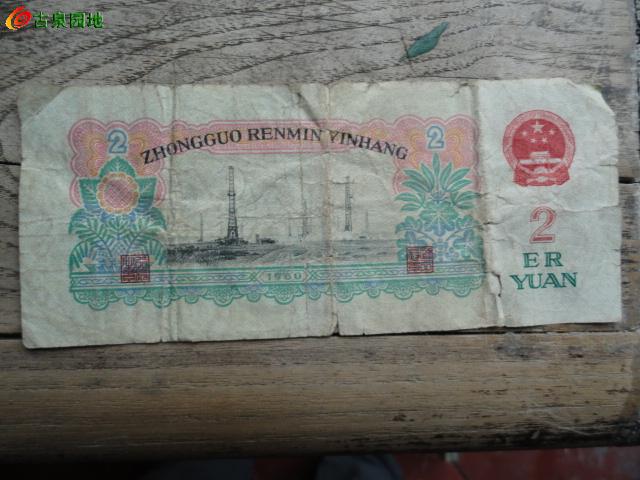 古泉园地
2
ZHONGGUO RENMIN YINHANG
2
1960
2
ER
YUAN